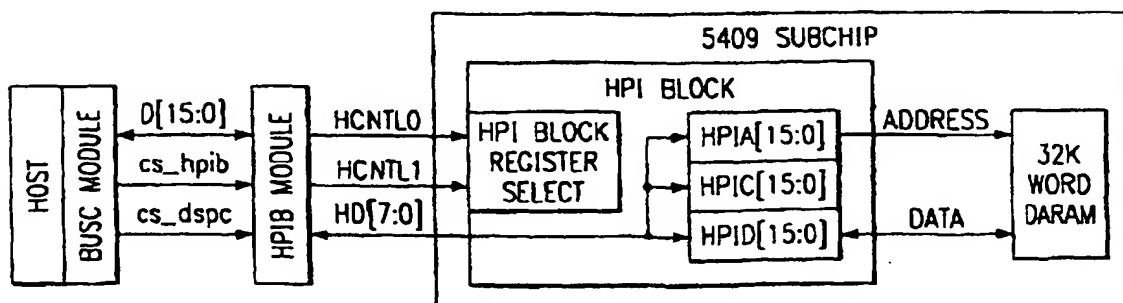 5409 SUBCHIP
HPI BLOCK
HOST
BUSC MODULE
D[15:0]
cs_hpib
cs_dspc
HPIB MODULE
HCNTL0
HCNTL1
HD[7:0]
HPI BLOCK
REGISTER
SELECT
HPIA[15:0]
HPIC[15:0]
HPID[15:0]
ADDRESS
DATA
32K
WORD
DARAM